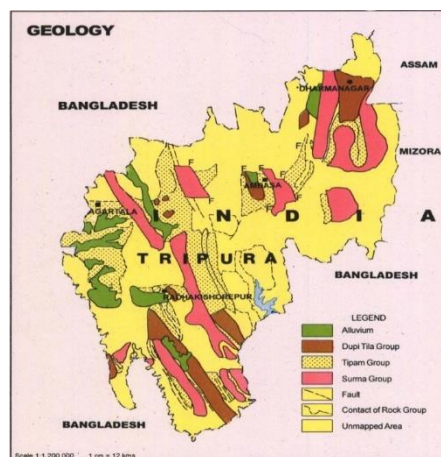 GEOLOGY
ASSAM
DHARMANAGAR
BANGLADESH
MIZORA
F
F
F
F
AMBASA
F
F
AGARTALA
I N D I A
T R I P U R A
BANGLADESH
RADHAKISHOREPUR
LEGEND
Alluvium
Dupi Tila Group
Tipam Group
Surma Group
Fault
Contact of Rock Group
Unmapped Area
BANGLADESH
Scale 1:1,200,000 1 cm = 12 kms